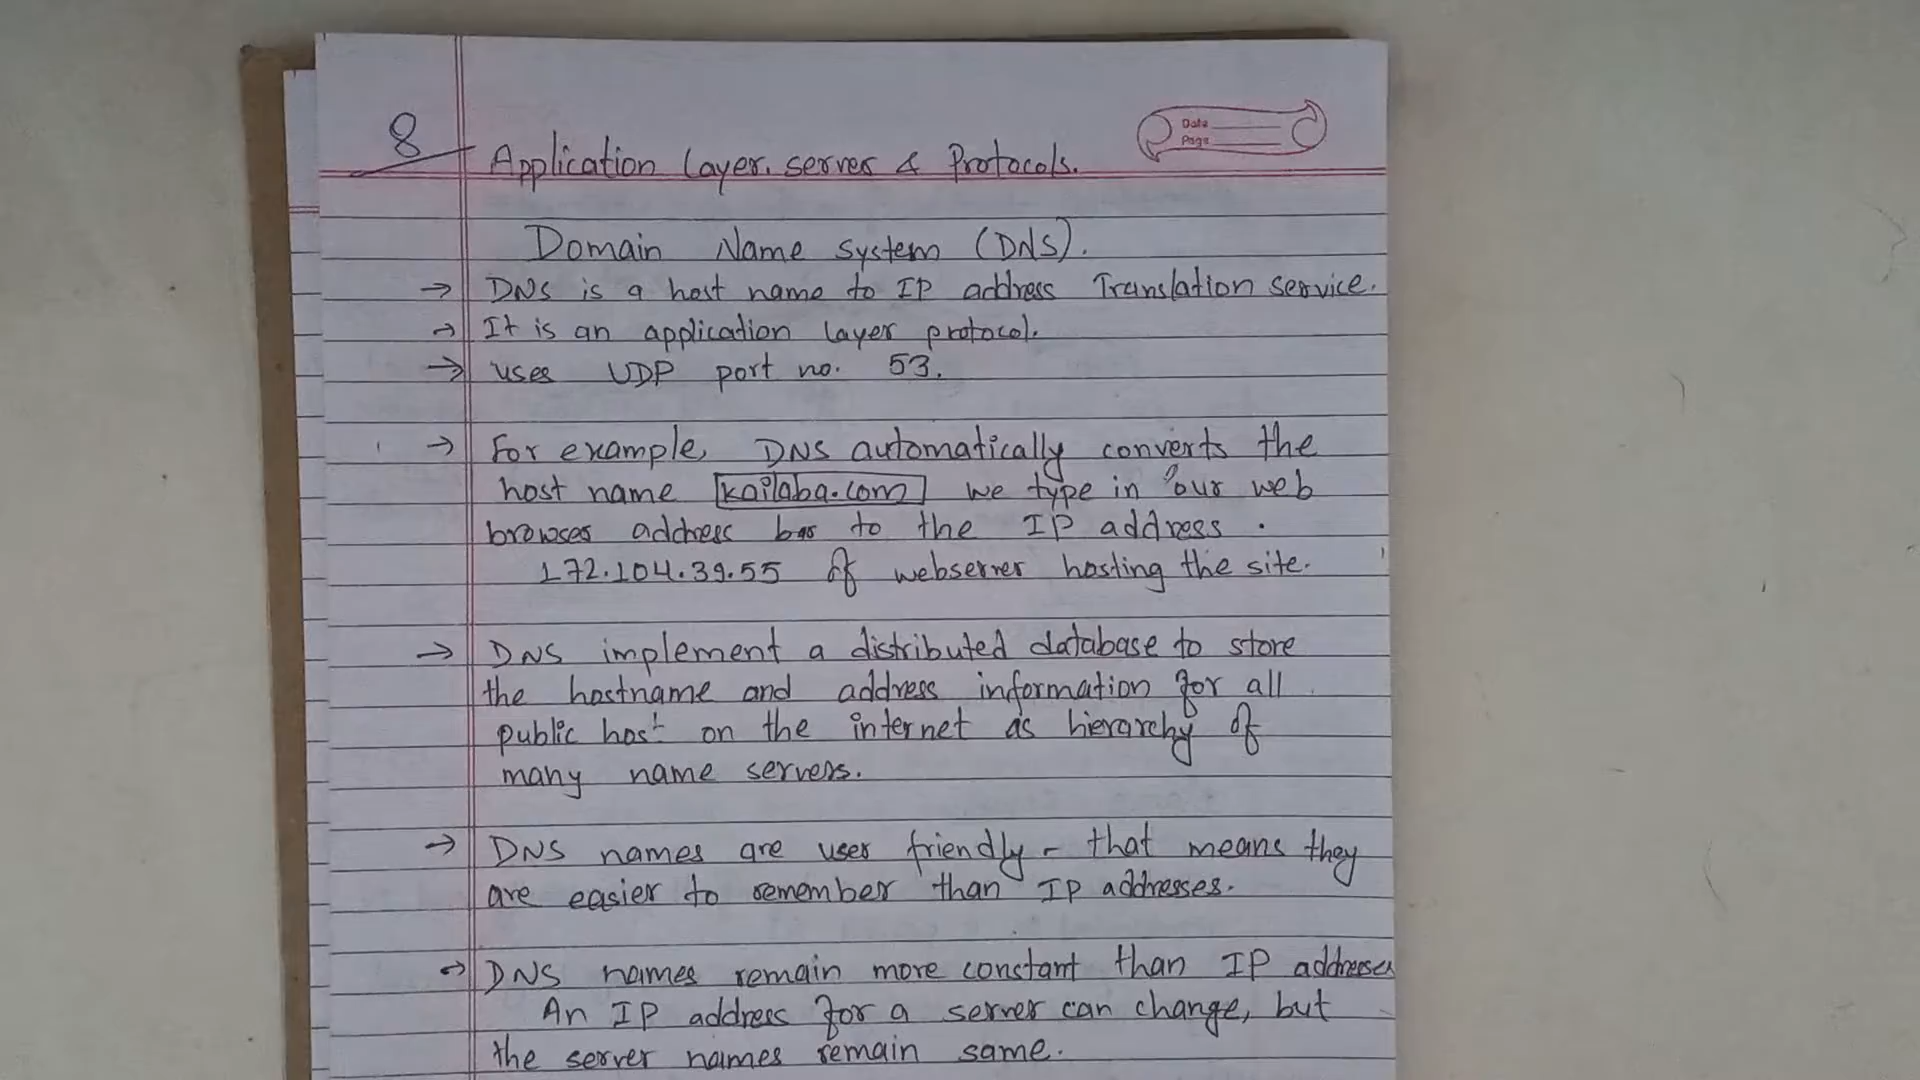 8
Date
Page
Application Layer. server & Protocols.
Domain Name System (DNS).
→ DNS is a host name to IP address Translation service.
→ It is an application layer protocol.
→ uses UDP port no. 53.
→ For example, DNS automatically converts the
host name kailaba.com we type in our web
browser address bar to the IP address .
172.104.39.55 of webserver hosting the site.
→ DNS implement a distributed database to store
the hostname and address information for all
public host on the internet as hierarchy of
many name servers.
→ DNS names are user friendly - that means they
are easier to remember than IP addresses.
→ DNS names remain more constant than IP addresses
An IP address for a server can change, but
the server names remain same.